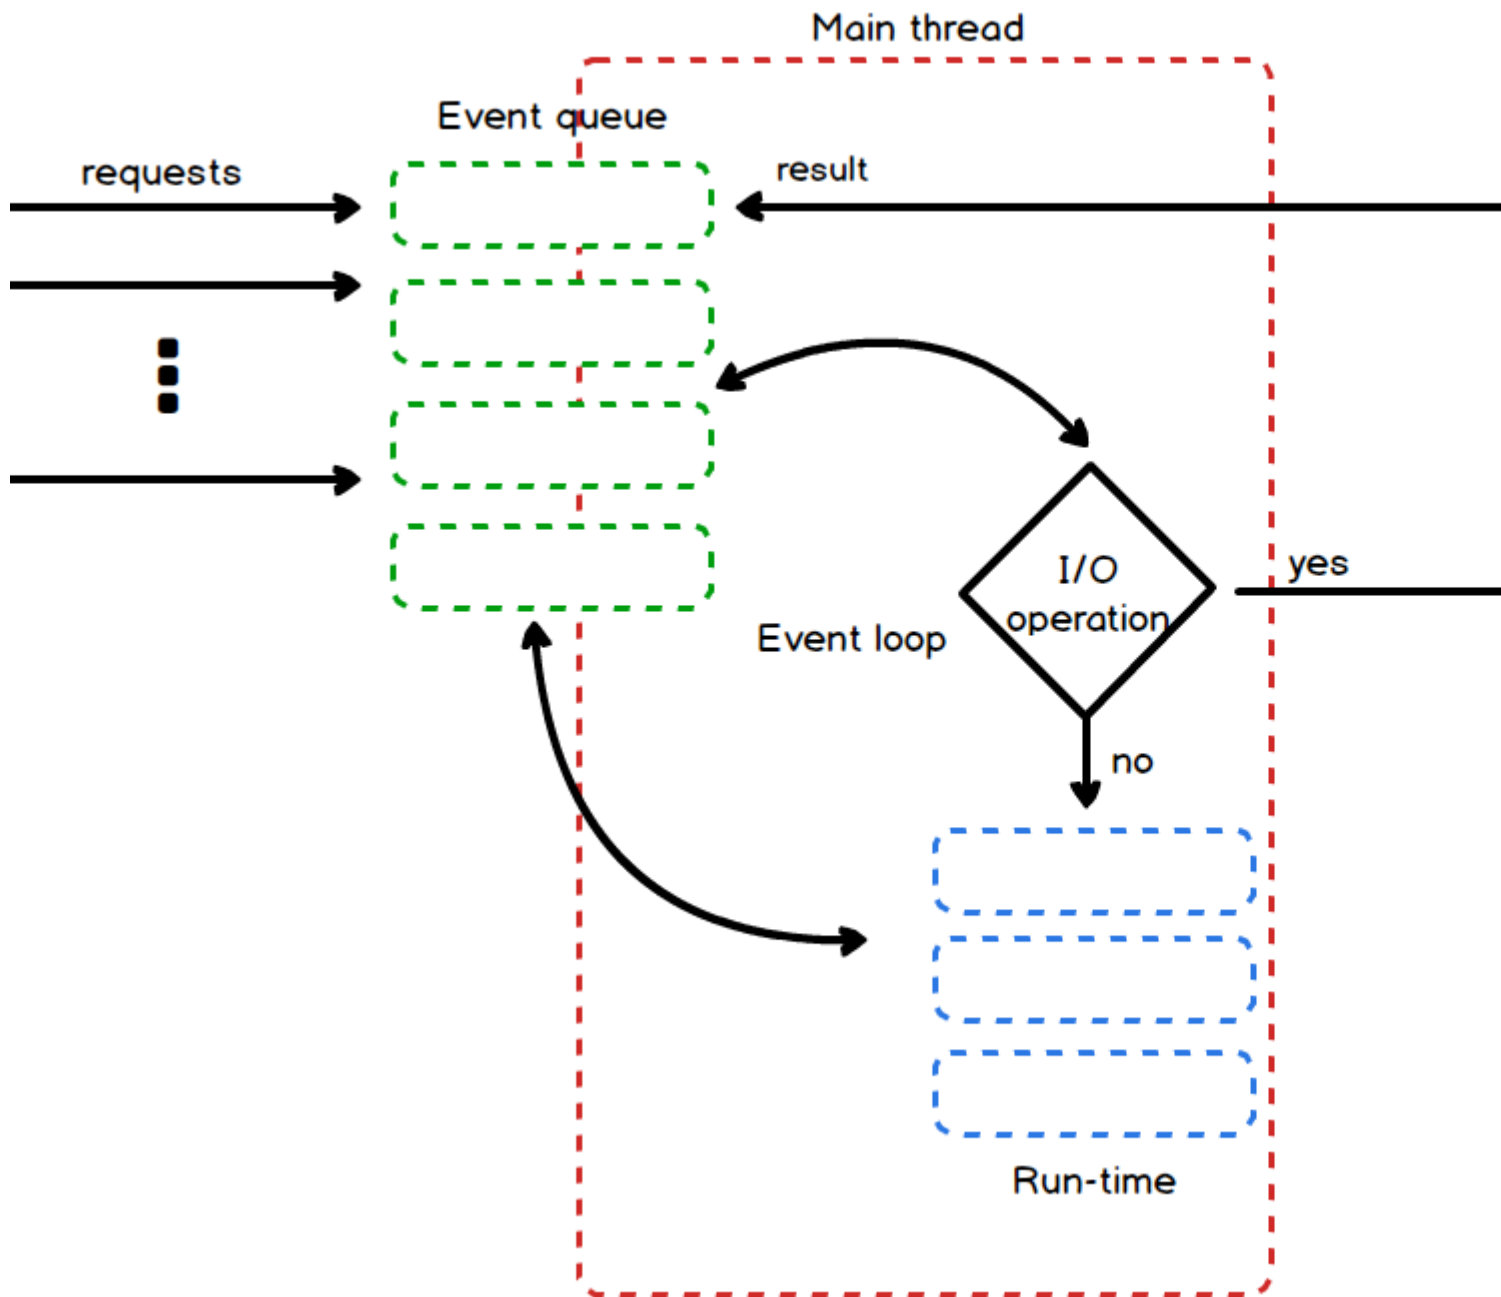 Main thread
Event queue
requests
result
I/O
operation
yes
Event loop
no
Run-time